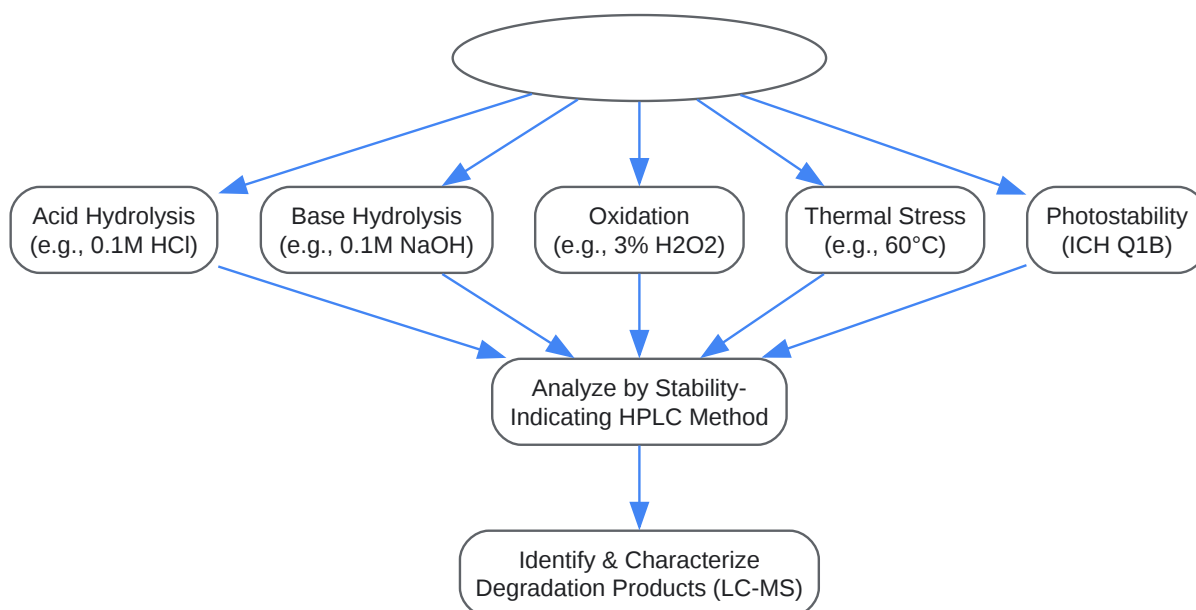 Acid Hydrolysis
(e.g., 0.1M HCl)
Base Hydrolysis
(e.g., 0.1M NaOH)
Oxidation
(e.g., 3% H2O2)
Thermal Stress
(e.g., 60°C)
Photostability
(ICH Q1B)
Analyze by Stability-
Indicating HPLC Method
Identify & Characterize
Degradation Products (LC-MS)